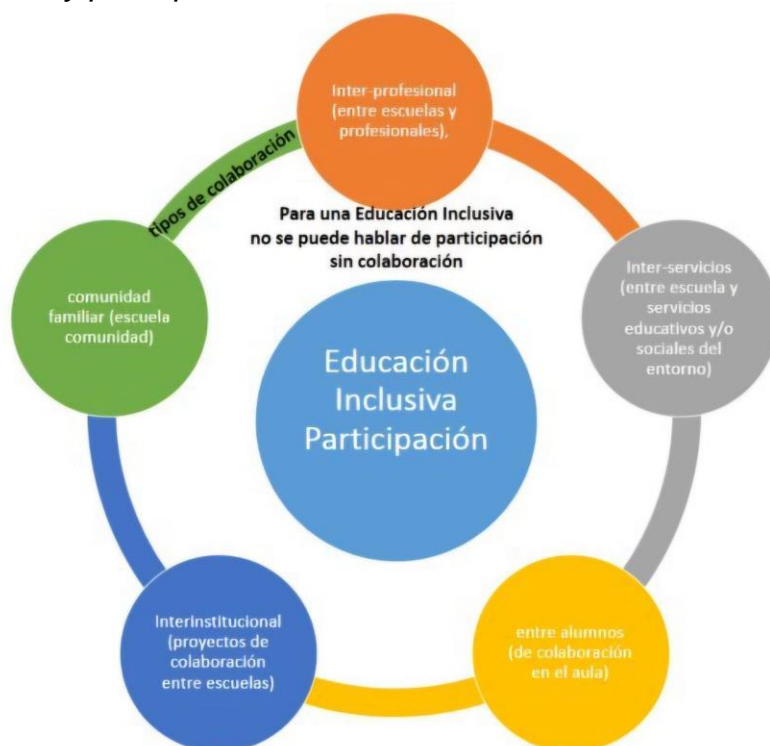 Inter-profesional
(entre escuelas y
profesionales),
tipos de colaboración
Para una Educación Inclusiva
no se puede hablar de participación
sin colaboración
Inter-servicios
(entre escuela y
servicios
educativos y/o
sociales del
entorno)
comunidad
familiar (escuela
comunidad)
Educación
Inclusiva
Participación
InterInstitucional
(proyectos de
colaboración
entre escuelas)
entre alumnos
(de colaboración
en el aula)